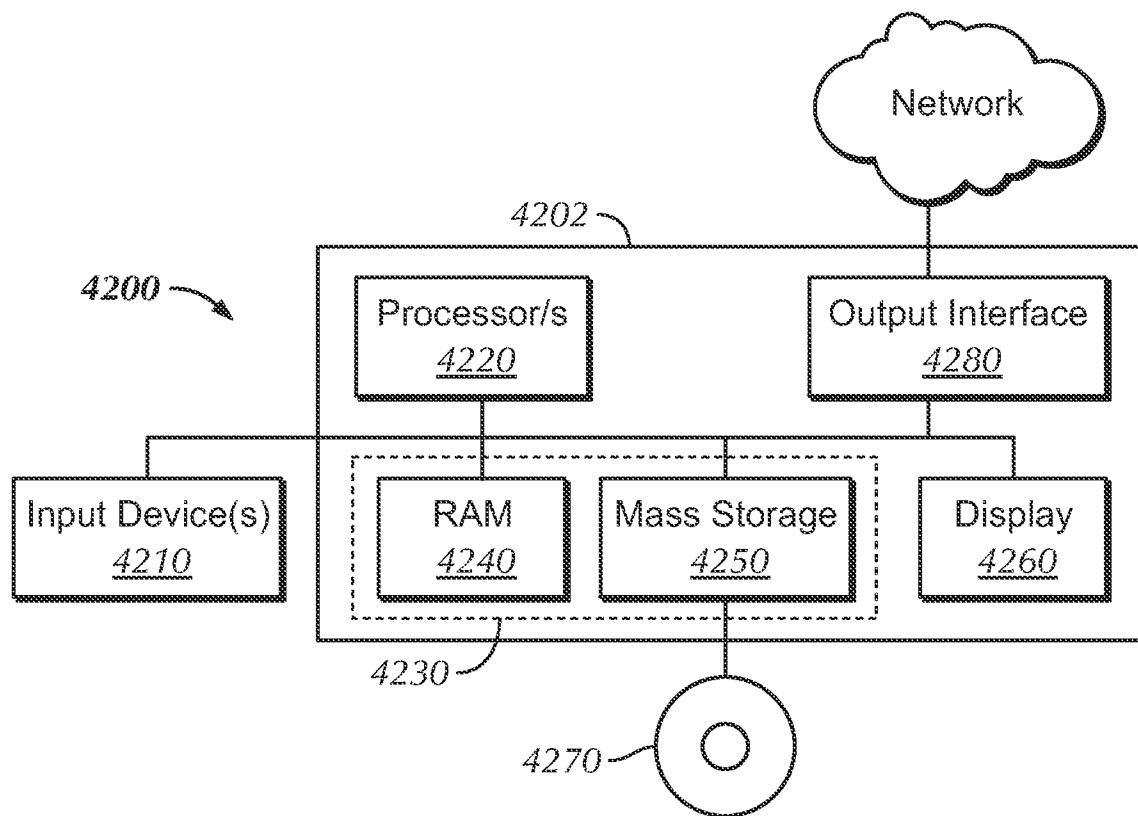 Network
4202
4200
Processor/s
4220
Output Interface
4280
Input Device(s)
4210
RAM
4240
Mass Storage
4250
Display
4260
4230
4270